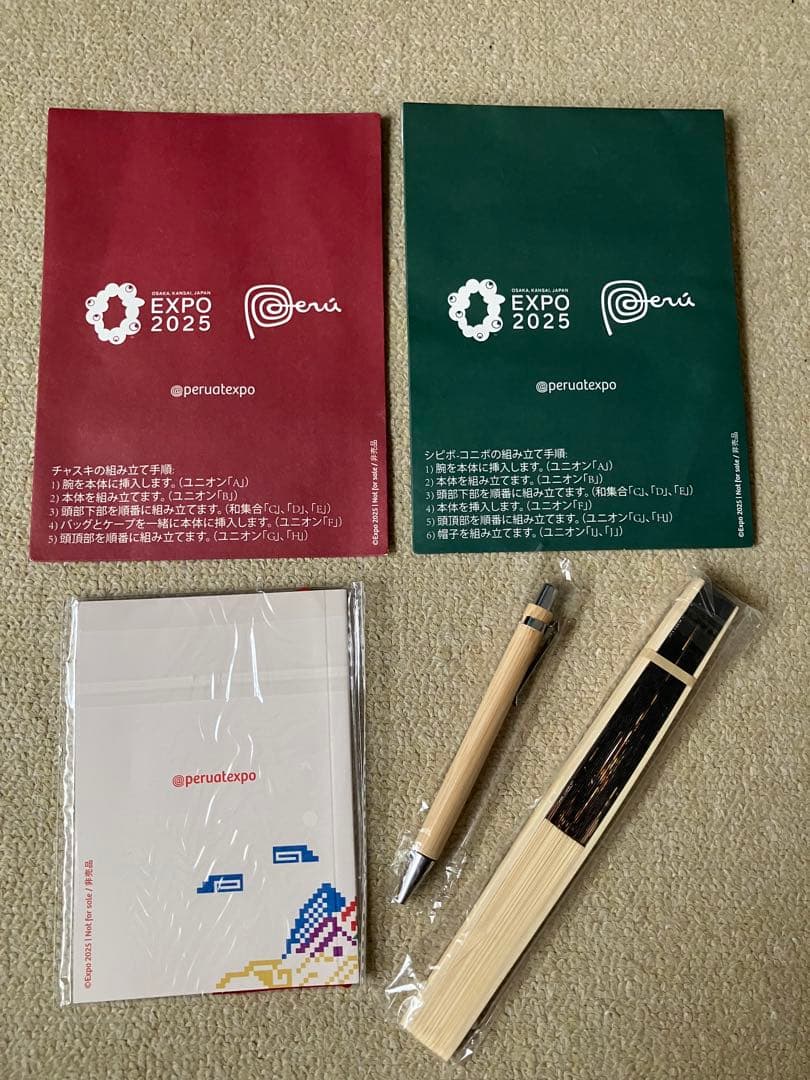 OSAKA, KANSAI, JAPAN
EXPO
2025
Perú
@peruatexpo
チャスキの組み立て手順:
1) 腕を本体に挿入します。(ユニオン「A」)
2) 本体を組み立てます。(ユニオン「B」)
3) 頭部下部を順番に組み立てます。(和集合「C」、「D」、「E」)
4) バッグとケープを一緒に本体に挿入します。(ユニオン「F」)
5) 頭頂部を順番に組み立てます。(ユニオン「G」、「H」)
©Expo 2025 | Not for sale / 非売品
OSAKA, KANSAI, JAPAN
EXPO
2025
Perú
@peruatexpo
シピボ-コニボの組み立て手順:
1) 腕を本体に挿入します。(ユニオン「A」)
2) 本体を組み立てます。(ユニオン「B」)
3) 頭部下部を順番に組み立てます。(和集合「C」、「D」、「E」)
4) 本体を挿入します。(ユニオン「F」)
5) 頭頂部を順番に組み立てます。(ユニオン「G」、「H」)
6) 帽子を組み立てます。(ユニオン「I」、「J」)
©Expo 2025 | Not for sale / 非売品
@peruatexpo
©Expo 2025 | Not for sale / 非売品